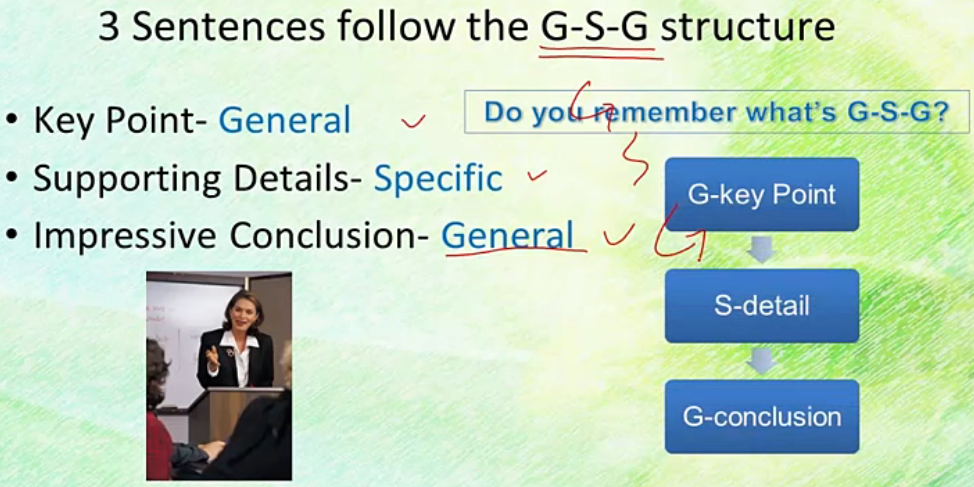 3 Sentences follow the G-S-G structure
• Key Point- General
Do you remember what's G-S-G?
• Supporting Details- Specific
• Impressive Conclusion- General
G
S
G
G-key Point
S-detail
G-conclusion